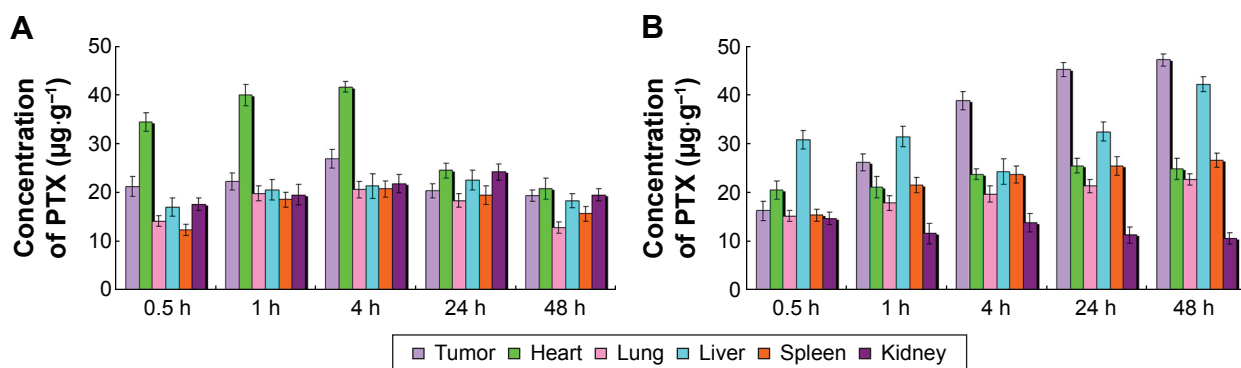 A
Concentration
of PTX (µg·g⁻¹)
50
40
30
20
10
0
0.5 h 1 h 4 h 24 h 48 h
B
Concentration
of PTX (µg·g⁻¹)
50
40
30
20
10
0
0.5 h 1 h 4 h 24 h 48 h
Tumor Heart Lung Liver Spleen Kidney